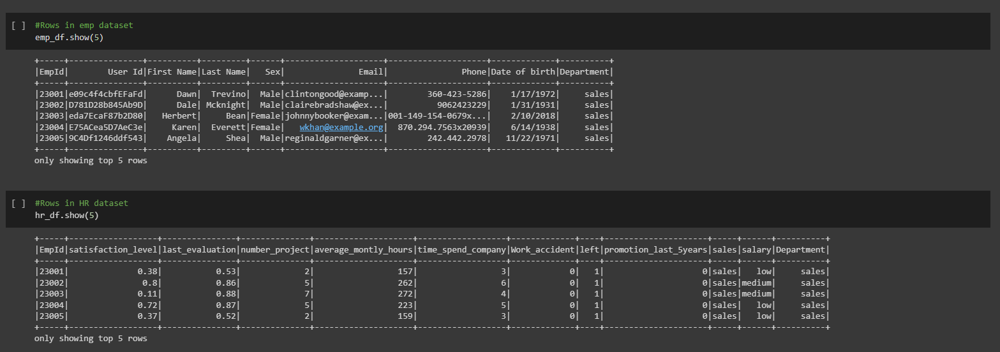 [ ] #Rows in emp dataset
emp_df.show(5)
+-----+---------------+----------+---------+------+--------------------+--------------------+-------------+----------+
|EmpId|        User Id|First Name|Last Name|   Sex|               Email|               Phone|Date of birth|Department|
+-----+---------------+----------+---------+------+--------------------+--------------------+-------------+----------+
|23001|e09c4f4cbfEFaFd|      Dawn|  Trevino|  Male|clintongood@examp...|        360-423-5286|    1/17/1972|     sales|
|23002|D781D28b845Ab9D|      Dale| Mcknight|  Male|clairebradshaw@ex...|          9062423229|    1/31/1931|     sales|
|23003|eda7EcaF87b2D80|   Herbert|     Bean|Female|johnnybooker@exam...|001-149-154-0679x...|    2/10/2018|     sales|
|23004|E75ACea5D7AeC3e|     Karen|  Everett|Female|   wkhan@example.org|  870.294.7563x20939|    6/14/1938|     sales|
|23005|9C4Df1246ddf543|    Angela|     Shea|  Male|reginaldgarner@ex...|        242.442.2978|   11/22/1971|     sales|
+-----+---------------+----------+---------+------+--------------------+--------------------+-------------+----------+
only showing top 5 rows
[ ] #Rows in HR dataset
hr_df.show(5)
+-----+------------------+---------------+--------------+--------------------+------------------+-------------+----+---------------------+-----+------+----------+
|EmpId|satisfaction_level|last_evaluation|number_project|average_montly_hours|time_spend_company|Work_accident|left|promotion_last_5years|sales|salary|Department|
+-----+------------------+---------------+--------------+--------------------+------------------+-------------+----+---------------------+-----+------+----------+
|23001|              0.38|           0.53|             2|                 157|                 3|            0|   1|                    0|sales|   low|     sales|
|23002|               0.8|           0.86|             5|                 262|                 6|            0|   1|                    0|sales|medium|     sales|
|23003|              0.11|           0.88|             7|                 272|                 4|            0|   1|                    0|sales|medium|     sales|
|23004|              0.72|           0.87|             5|                 223|                 5|            0|   1|                    0|sales|   low|     sales|
|23005|              0.37|           0.52|             2|                 159|                 3|            0|   1|                    0|sales|   low|     sales|
+-----+------------------+---------------+--------------+--------------------+------------------+-------------+----+---------------------+-----+------+----------+
only showing top 5 rows